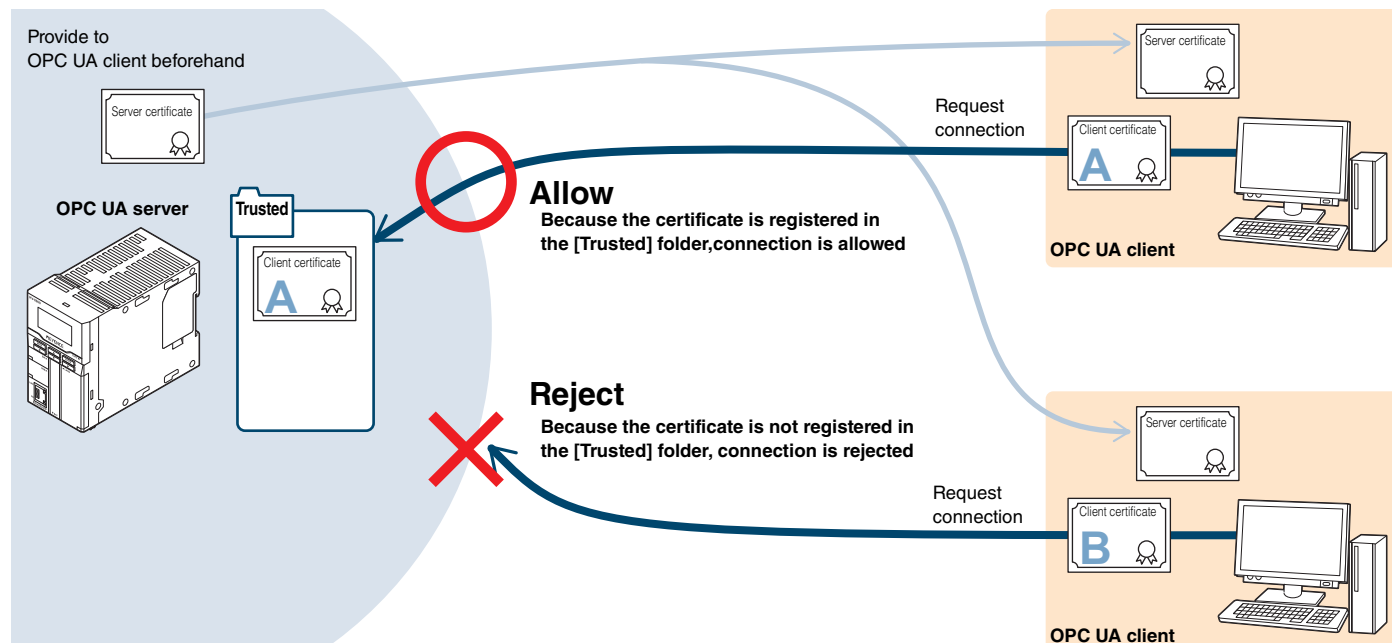 Provide to
OPC UA client beforehand
Server certificate
OPC UA server
Trusted
Client certificate
A
Allow
Because the certificate is registered in
the [Trusted] folder,connection is allowed
Request
connection
Server certificate
Client certificate
A
OPC UA client
Reject
Because the certificate is not registered in
the [Trusted] folder, connection is rejected
Request
connection
Server certificate
Client certificate
B
OPC UA client